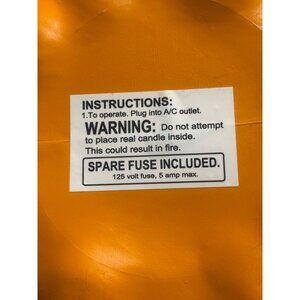 INSTRUCTIONS:
1.To operate. Plug into A/C outlet.
WARNING: Do not attempt
to place real candle inside.
This could result in fire.
SPARE FUSE INCLUDED.
125 volt fuse, 5 amp max.